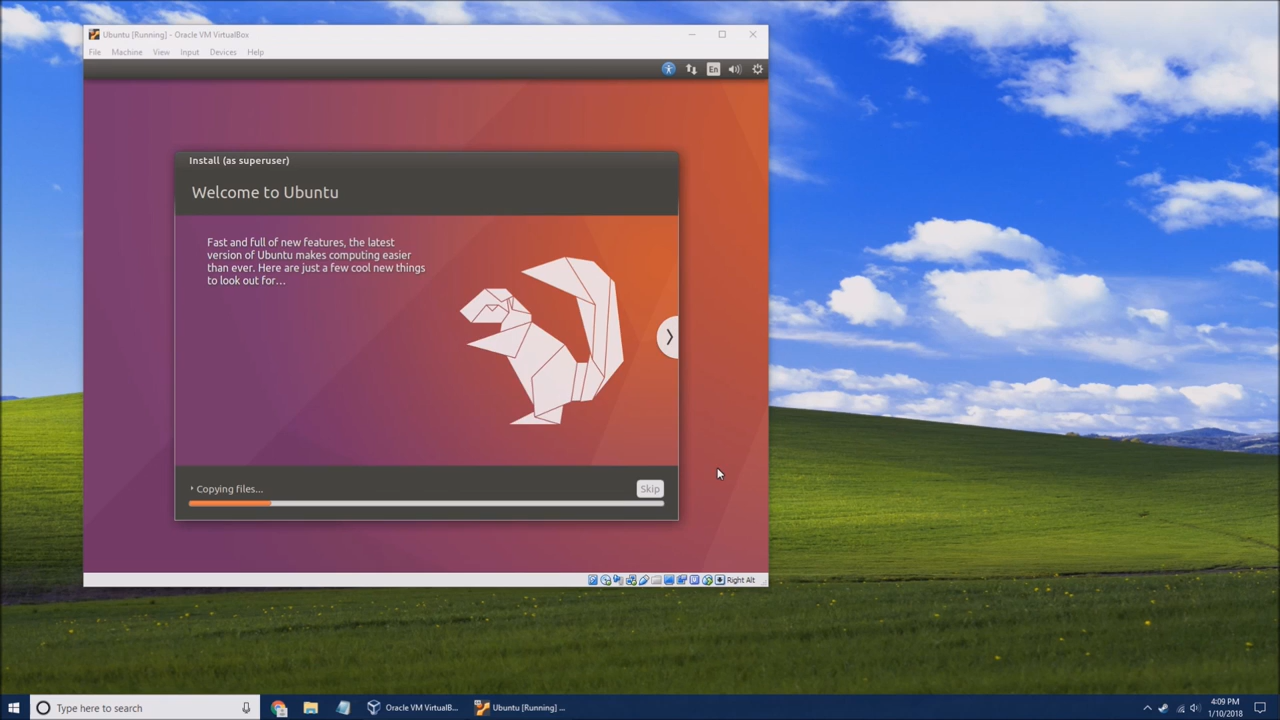 Ubuntu [Running] - Oracle VM VirtualBox
File Machine View Input Devices Help
En
Install (as superuser)
Welcome to Ubuntu
Fast and full of new features, the latest
version of Ubuntu makes computing easier
than ever. Here are just a few cool new things
to look out for...
Copying files...
Skip
Right Alt
Type here to search
Oracle VM VirtualB...
Ubuntu [Running] ...
4:09 PM
1/10/2018